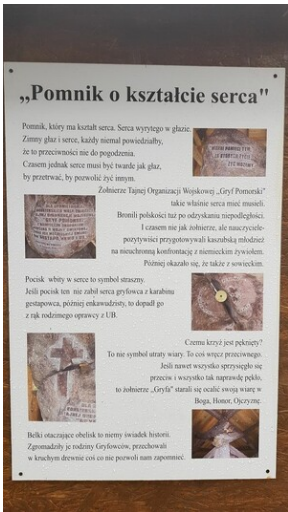 „Pomnik o kształcie serca"
Pomnik, który ma kształt serca. Serca wyrytego w głazie.
Zimny głaz i serce, każdy niemal powiedziałby,
że to przeciwności nie do pogodzenia.
Czasem jednak serce musi być twarde jak głaz,
by przetrwać, by pozwolić żyć innym.
Żołnierze Tajnej Organizacji Wojskowej „Gryf Pomorski”
takie właśnie serca mieć musieli.
Bronili polskości tuż po odzyskaniu niepodległości.
I czasem nie jak żołnierze, ale nauczyciele-
pozytywiści przygotowywali kaszubską młodzież
na nieuchronną konfrontację z niemieckim żywiołem.
Później okazało się, że także z sowieckim.
Pocisk wbity w serce to symbol straszny.
Jeśli pocisk ten nie zabił serca gryfowca z karabinu
gestapowca, później enkawudzisty, to dopadł go
z rąk rodzimego oprawcy z UB.
Czemu krzyż jest pęknięty?
To nie symbol utraty wiary. To coś wręcz przeciwnego.
Jeśli nawet wszystko sprzysięgło się
przeciw i wszystko tak naprawdę pękło,
to żołnierze „Gryfa” starali się ocalić swoją wiarę w
Boga, Honor, Ojczyznę.
Belki otaczające obelisk to niemy świadek historii.
Zgromadziły je rodziny Gryfowców, przechowali
w kruchym drewnie coś co nie pozwoli nam zapomnieć.